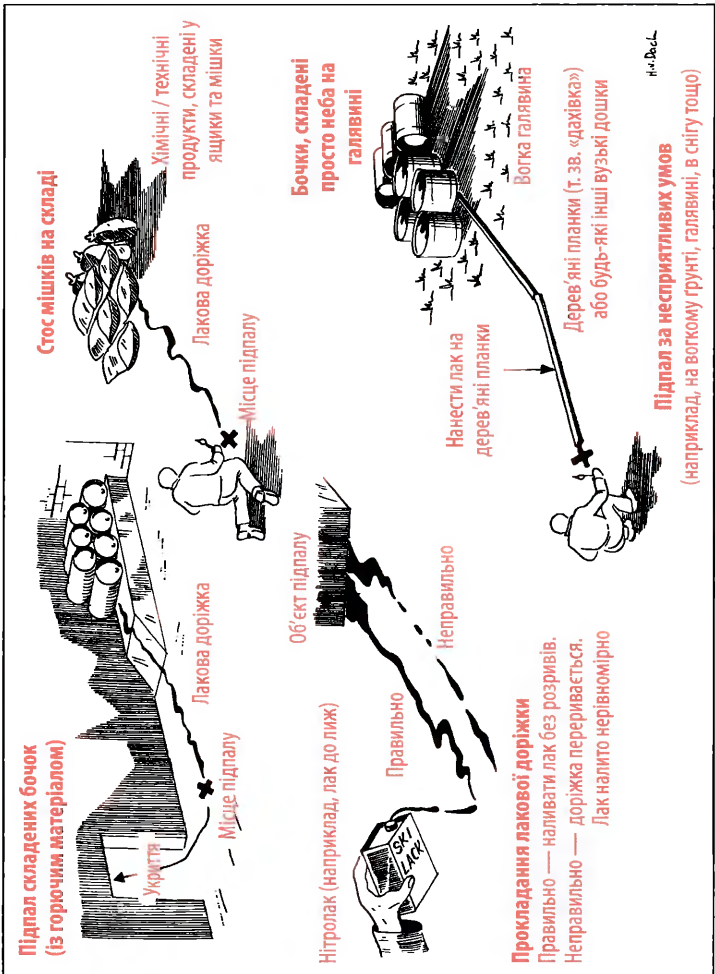 Підпал складених бочок
(із горючим матеріалом)
Укриття
Місце підпалу
Лакова доріжка
Стос мішків на складі
Хімічні / технічні
продукти, складені у
ящики та мішки
Лакова доріжка
Місце підпалу
Нітролак (наприклад, лак до лиж)
SKI
LACK
Об’єкт підпалу
Правильно
Неправильно
Прокладання лакової доріжки
Правильно — наливати лак без розривів.
Неправильно — доріжка переривається.
Лак налито нерівномірно
Бочки, складені
просто неба на
галявині
Вогка галявина
Нанести лак на
дерев’яні планки
Дерев’яні планки (т. зв. «дахівка»)
або будь-які інші вузькі дошки
Підпал за несприятливих умов
(наприклад, на вогкому ґрунті, галявині, в снігу тощо)
H.v.Dach